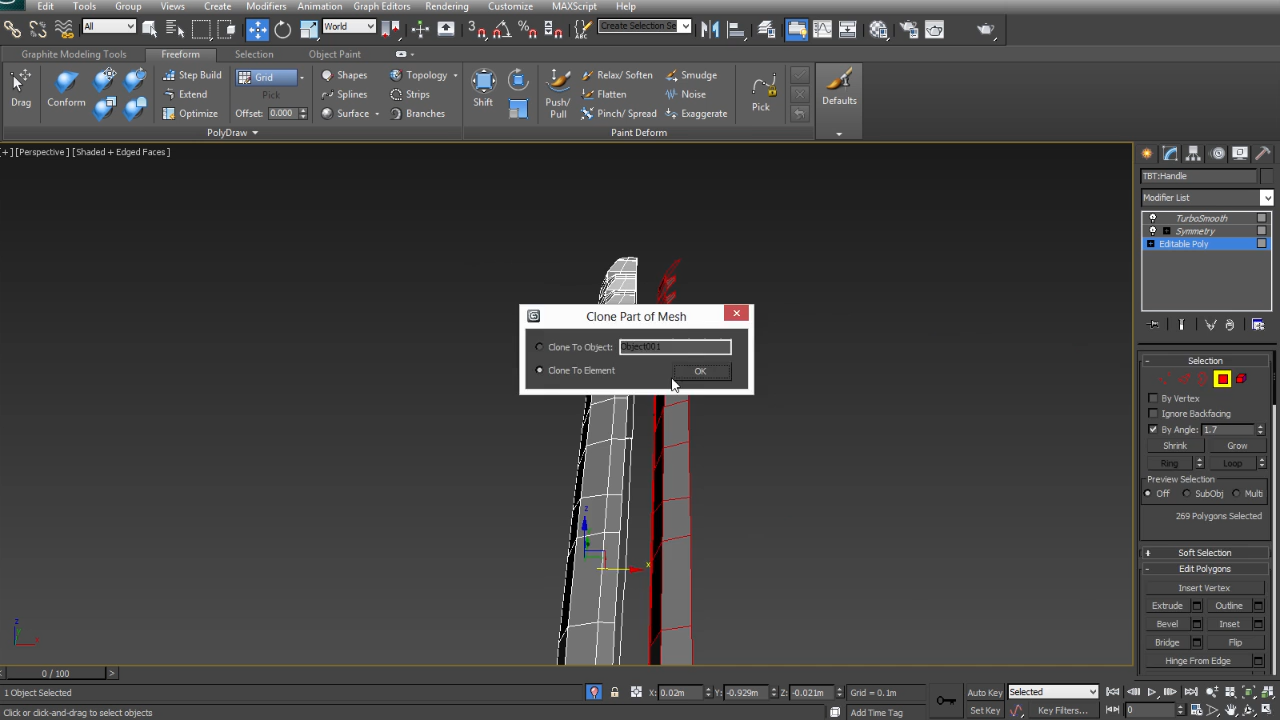 Edit Tools Group Views Create Modifiers Animation Graph Editors Rendering Customize MAXScript Help
All World Create Selection Se
Graphite Modeling Tools Freeform Selection Object Paint
Drag Conform Step Build Grid Shapes Topology Shift Push/ Pull Relax/ Soften Smudge Pick Defaults
Extend Pick Splines Strips Flatten Noise
Optimize Offset: 0.000 Surface Branches Pinch/ Spread Exaggerate
PolyDraw Paint Deform
[+] [Perspective] [Shaded + Edged Faces]
TBT:Handle
Modifier List
TurboSmooth
Symmetry
Editable Poly
Clone Part of Mesh
Clone To Object: Object001
Clone To Element OK
Selection
By Vertex
Ignore Backfacing
By Angle: 1.7
Shrink Grow
Ring Loop
Preview Selection
Off SubObj Multi
269 Polygons Selected
Soft Selection
Edit Polygons
Insert Vertex
Extrude Outline
Bevel Inset
Bridge Flip
Hinge From Edge
z x
x
z
0 / 100
1 Object Selected X: 0.02m Y: -0.929m Z: -0.021m Grid = 0.1m Auto Key Selected
Click or click-and-drag to select objects Add Time Tag Set Key Key Filters... 0